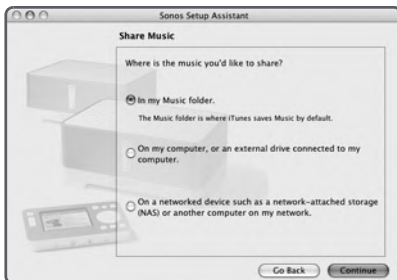 Sonos Setup Assistant
Share Music
Where is the music you'd like to share?
In my Music folder.
The Music folder is where iTunes saves Music by default.
On my computer, or an external drive connected to my
computer.
On a networked device such as a network-attached storage
(NAS) or another computer on my network.
Go Back
Continue